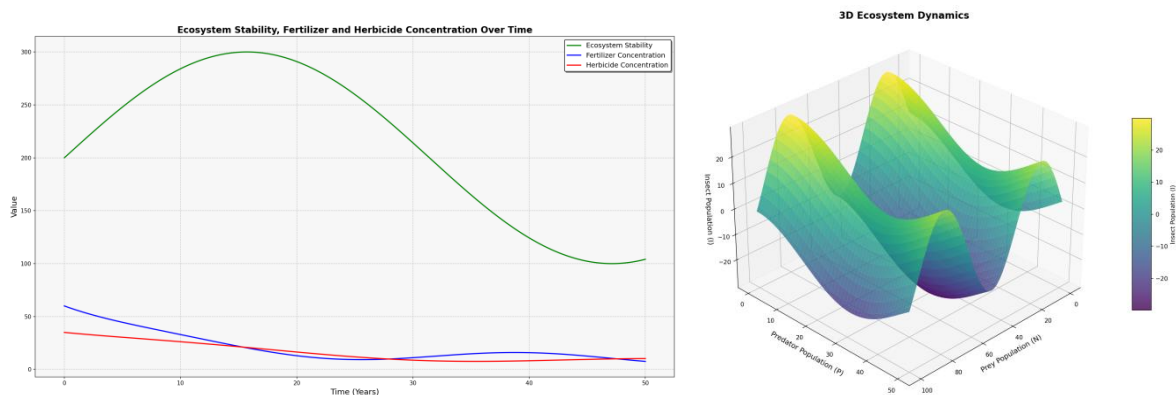 Ecosystem Stability, Fertilizer and Herbicide Concentration Over Time
Ecosystem Stability
Fertilizer Concentration
Herbicide Concentration
Value
300
250
200
150
100
50
0
0 10 20 30 40 50
Time (Years)
3D Ecosystem Dynamics
Insect Population (I)
20
10
0
-10
-20
0 10 20 30 40 50
Predator Population (P)
100 80 60 40 20 0
Prey Population (N)
20
10
0
-10
-20
Insect Population (I)